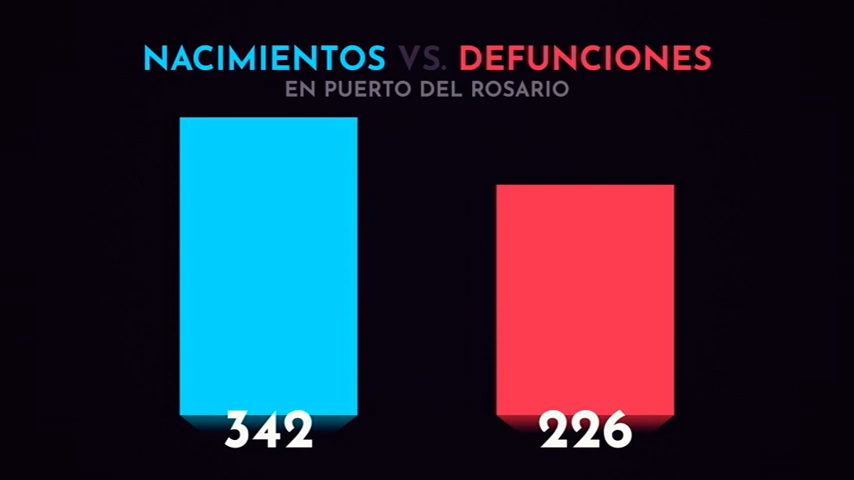 NACIMIENTOS VS. DEFUNCIONES
EN PUERTO DEL ROSARIO
342 226